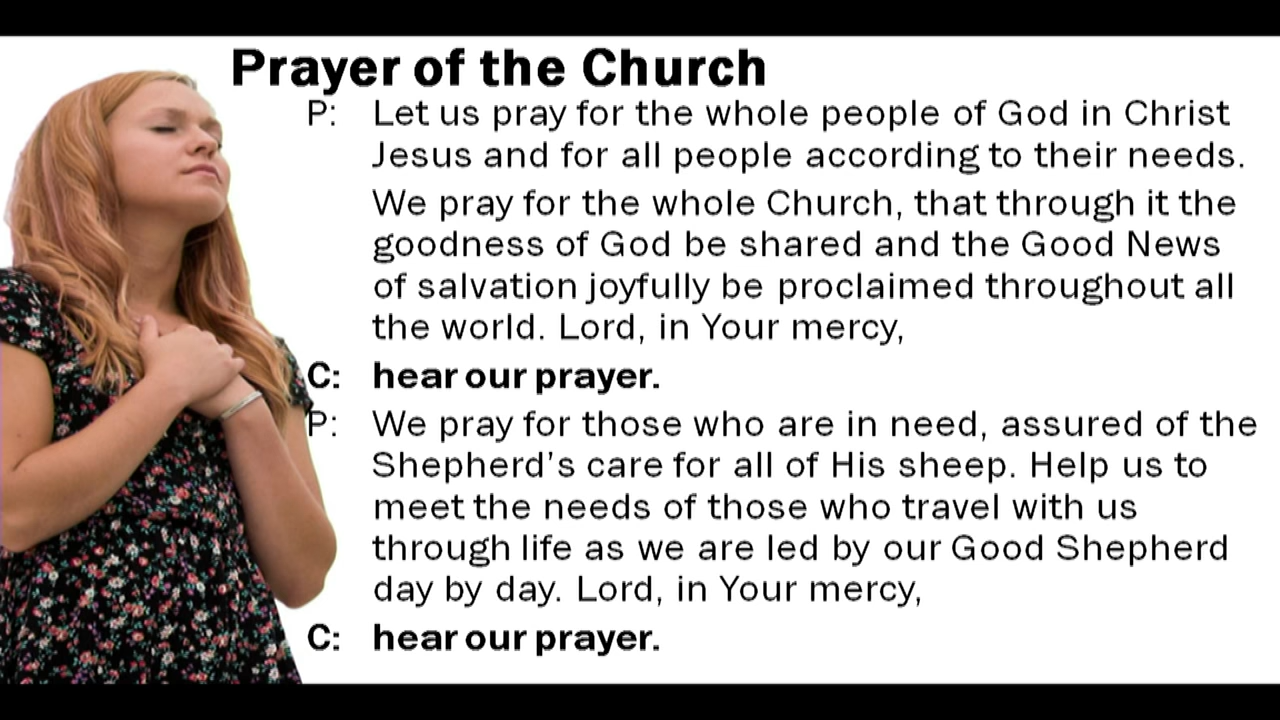 Prayer of the Church
P: Let us pray for the whole people of God in Christ
Jesus and for all people according to their needs.
We pray for the whole Church, that through it the
goodness of God be shared and the Good News
of salvation joyfully be proclaimed throughout all
the world. Lord, in Your mercy,
C: hear our prayer.
P: We pray for those who are in need, assured of the
Shepherd’s care for all of His sheep. Help us to
meet the needs of those who travel with us
through life as we are led by our Good Shepherd
day by day. Lord, in Your mercy,
C: hear our prayer.